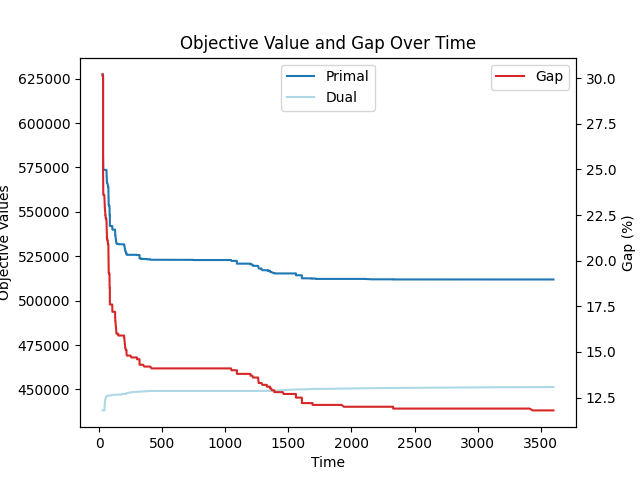 Objective Value and Gap Over Time
Primal
Dual
Gap
625000
600000
575000
550000
525000
500000
475000
450000
Objective Values
30.0
27.5
25.0
22.5
20.0
17.5
15.0
12.5
Gap (%)
0 500 1000 1500 2000 2500 3000 3500
Time